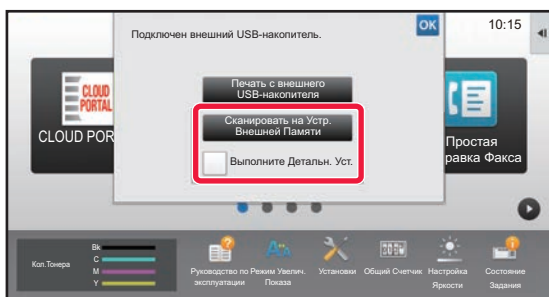 Подключен внешний USB-накопитель.
OK
10:15
Печать с внешнего
USB-накопителя
Сканировать на Устр.
Внешней Памяти
Выполните Детальн. Уст.
CLOUD
PORTAL
CLOUD POR
Простая
равка Факса
Кол.Тонера
Bk
C
M
Y
Руководство по
эксплуатации
Режим Увелич.
Показа
Установки
Общий Счетчик
Настройка
Яркости
Состояние
Задания